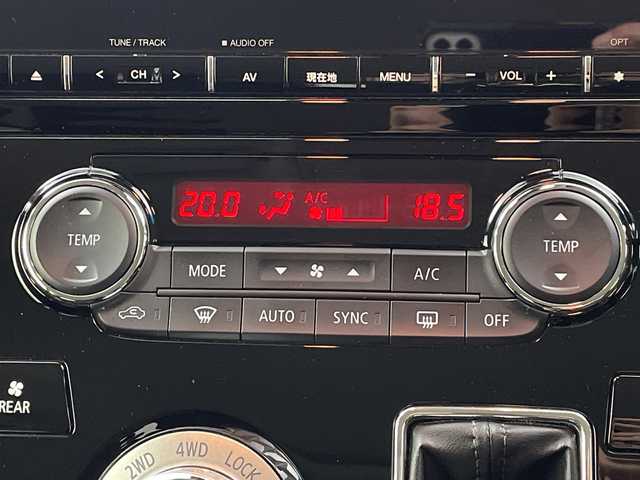 TUNE / TRACK
AUDIO OFF
OPT
CH
AV
現在地
MENU
VOL
20.0
A/C
18.5
TEMP
TEMP
MODE
A/C
AUTO
SYNC
OFF
REAR
2WD
4WD
LOCK